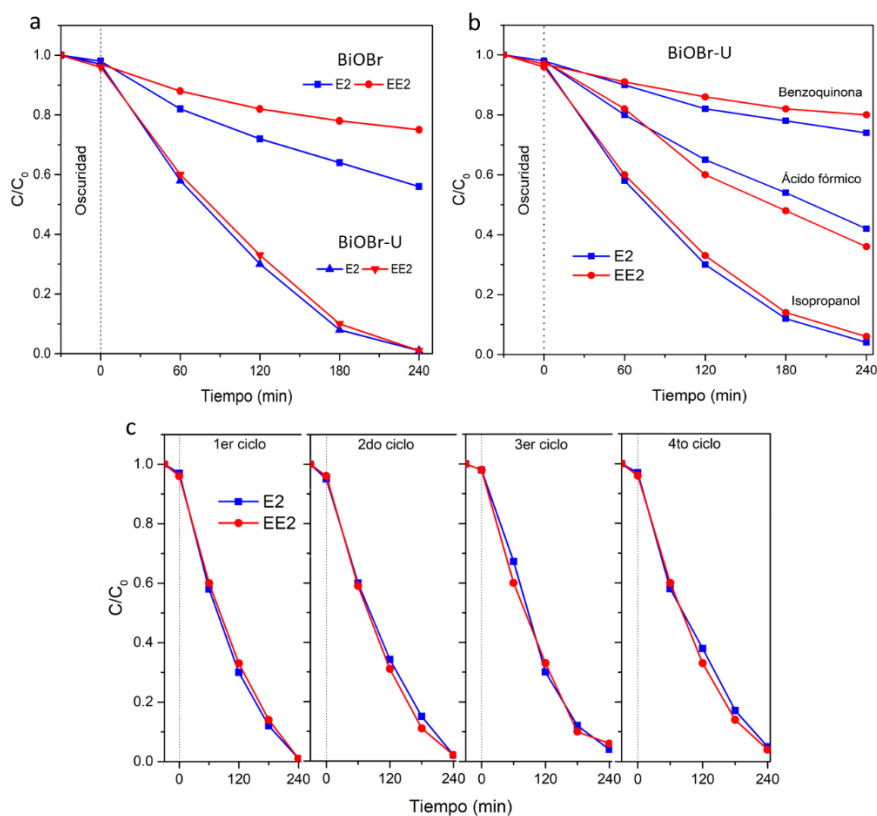 a
BiOBr
E2 EE2
BiOBr-U
E2 EE2
Oscuridad
C/C0
1.0
0.8
0.6
0.4
0.2
0.0
0 60 120 180 240
Tiempo (min)
b
BiOBr-U
Benzoquinona
Ácido fórmico
Isopropanol
E2
EE2
Oscuridad
C/C0
1.0
0.8
0.6
0.4
0.2
0.0
0 60 120 180 240
Tiempo (min)
c
1er ciclo 2do ciclo 3er ciclo 4to ciclo
E2
EE2
C/C0
1.0
0.8
0.6
0.4
0.2
0.0
0 120 240 0 120 240 0 120 240 0 120 240
Tiempo (min)